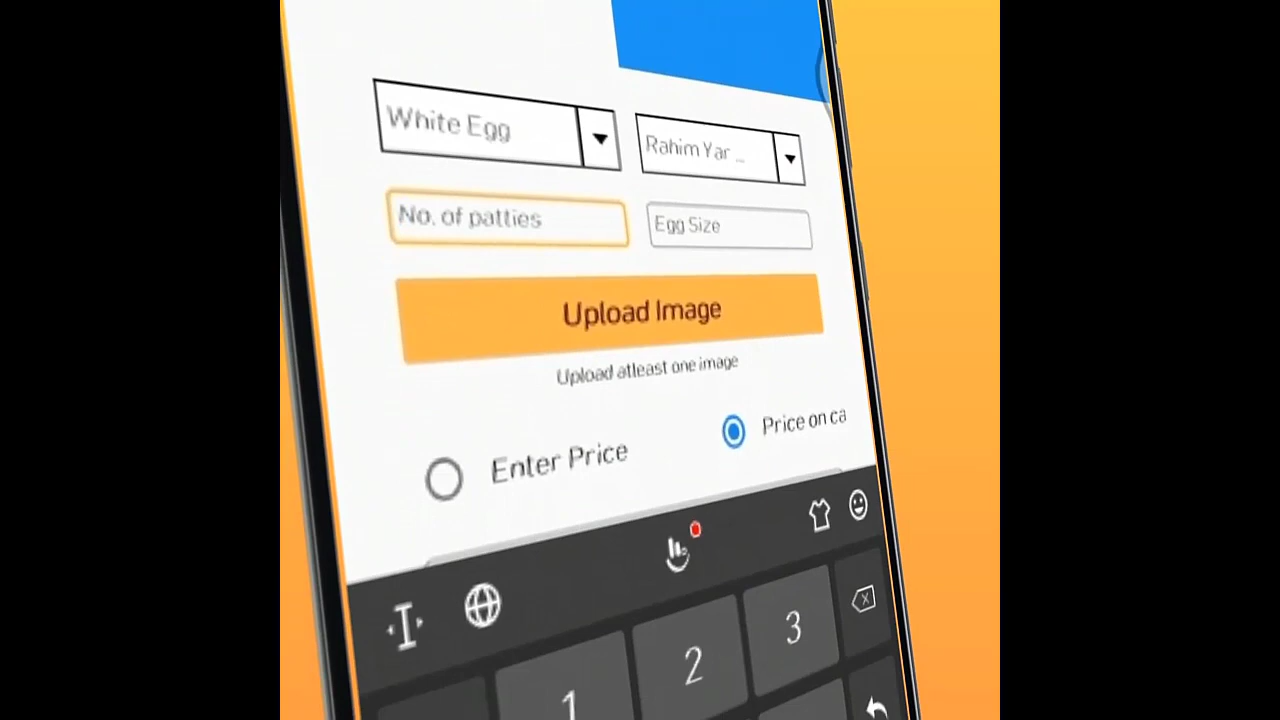 White Egg
Rahim Yar ...
No. of patties
Egg Size
Upload Image
Upload atleast one image
Enter Price
Price on ca
1
2
3